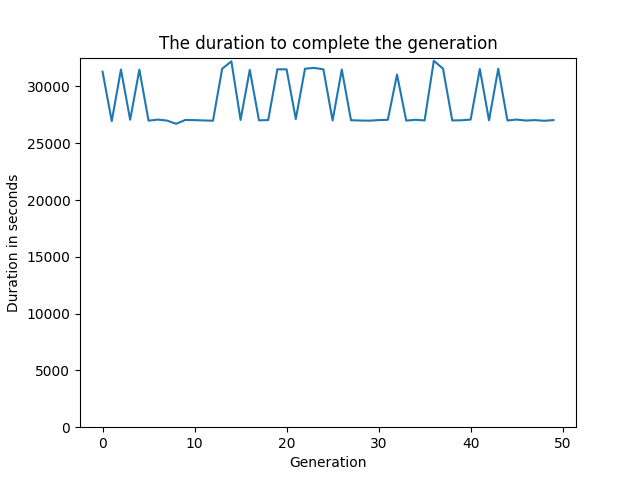 The duration to complete the generation
30000
25000
20000
15000
10000
5000
0
Duration in seconds
0 10 20 30 40 50
Generation